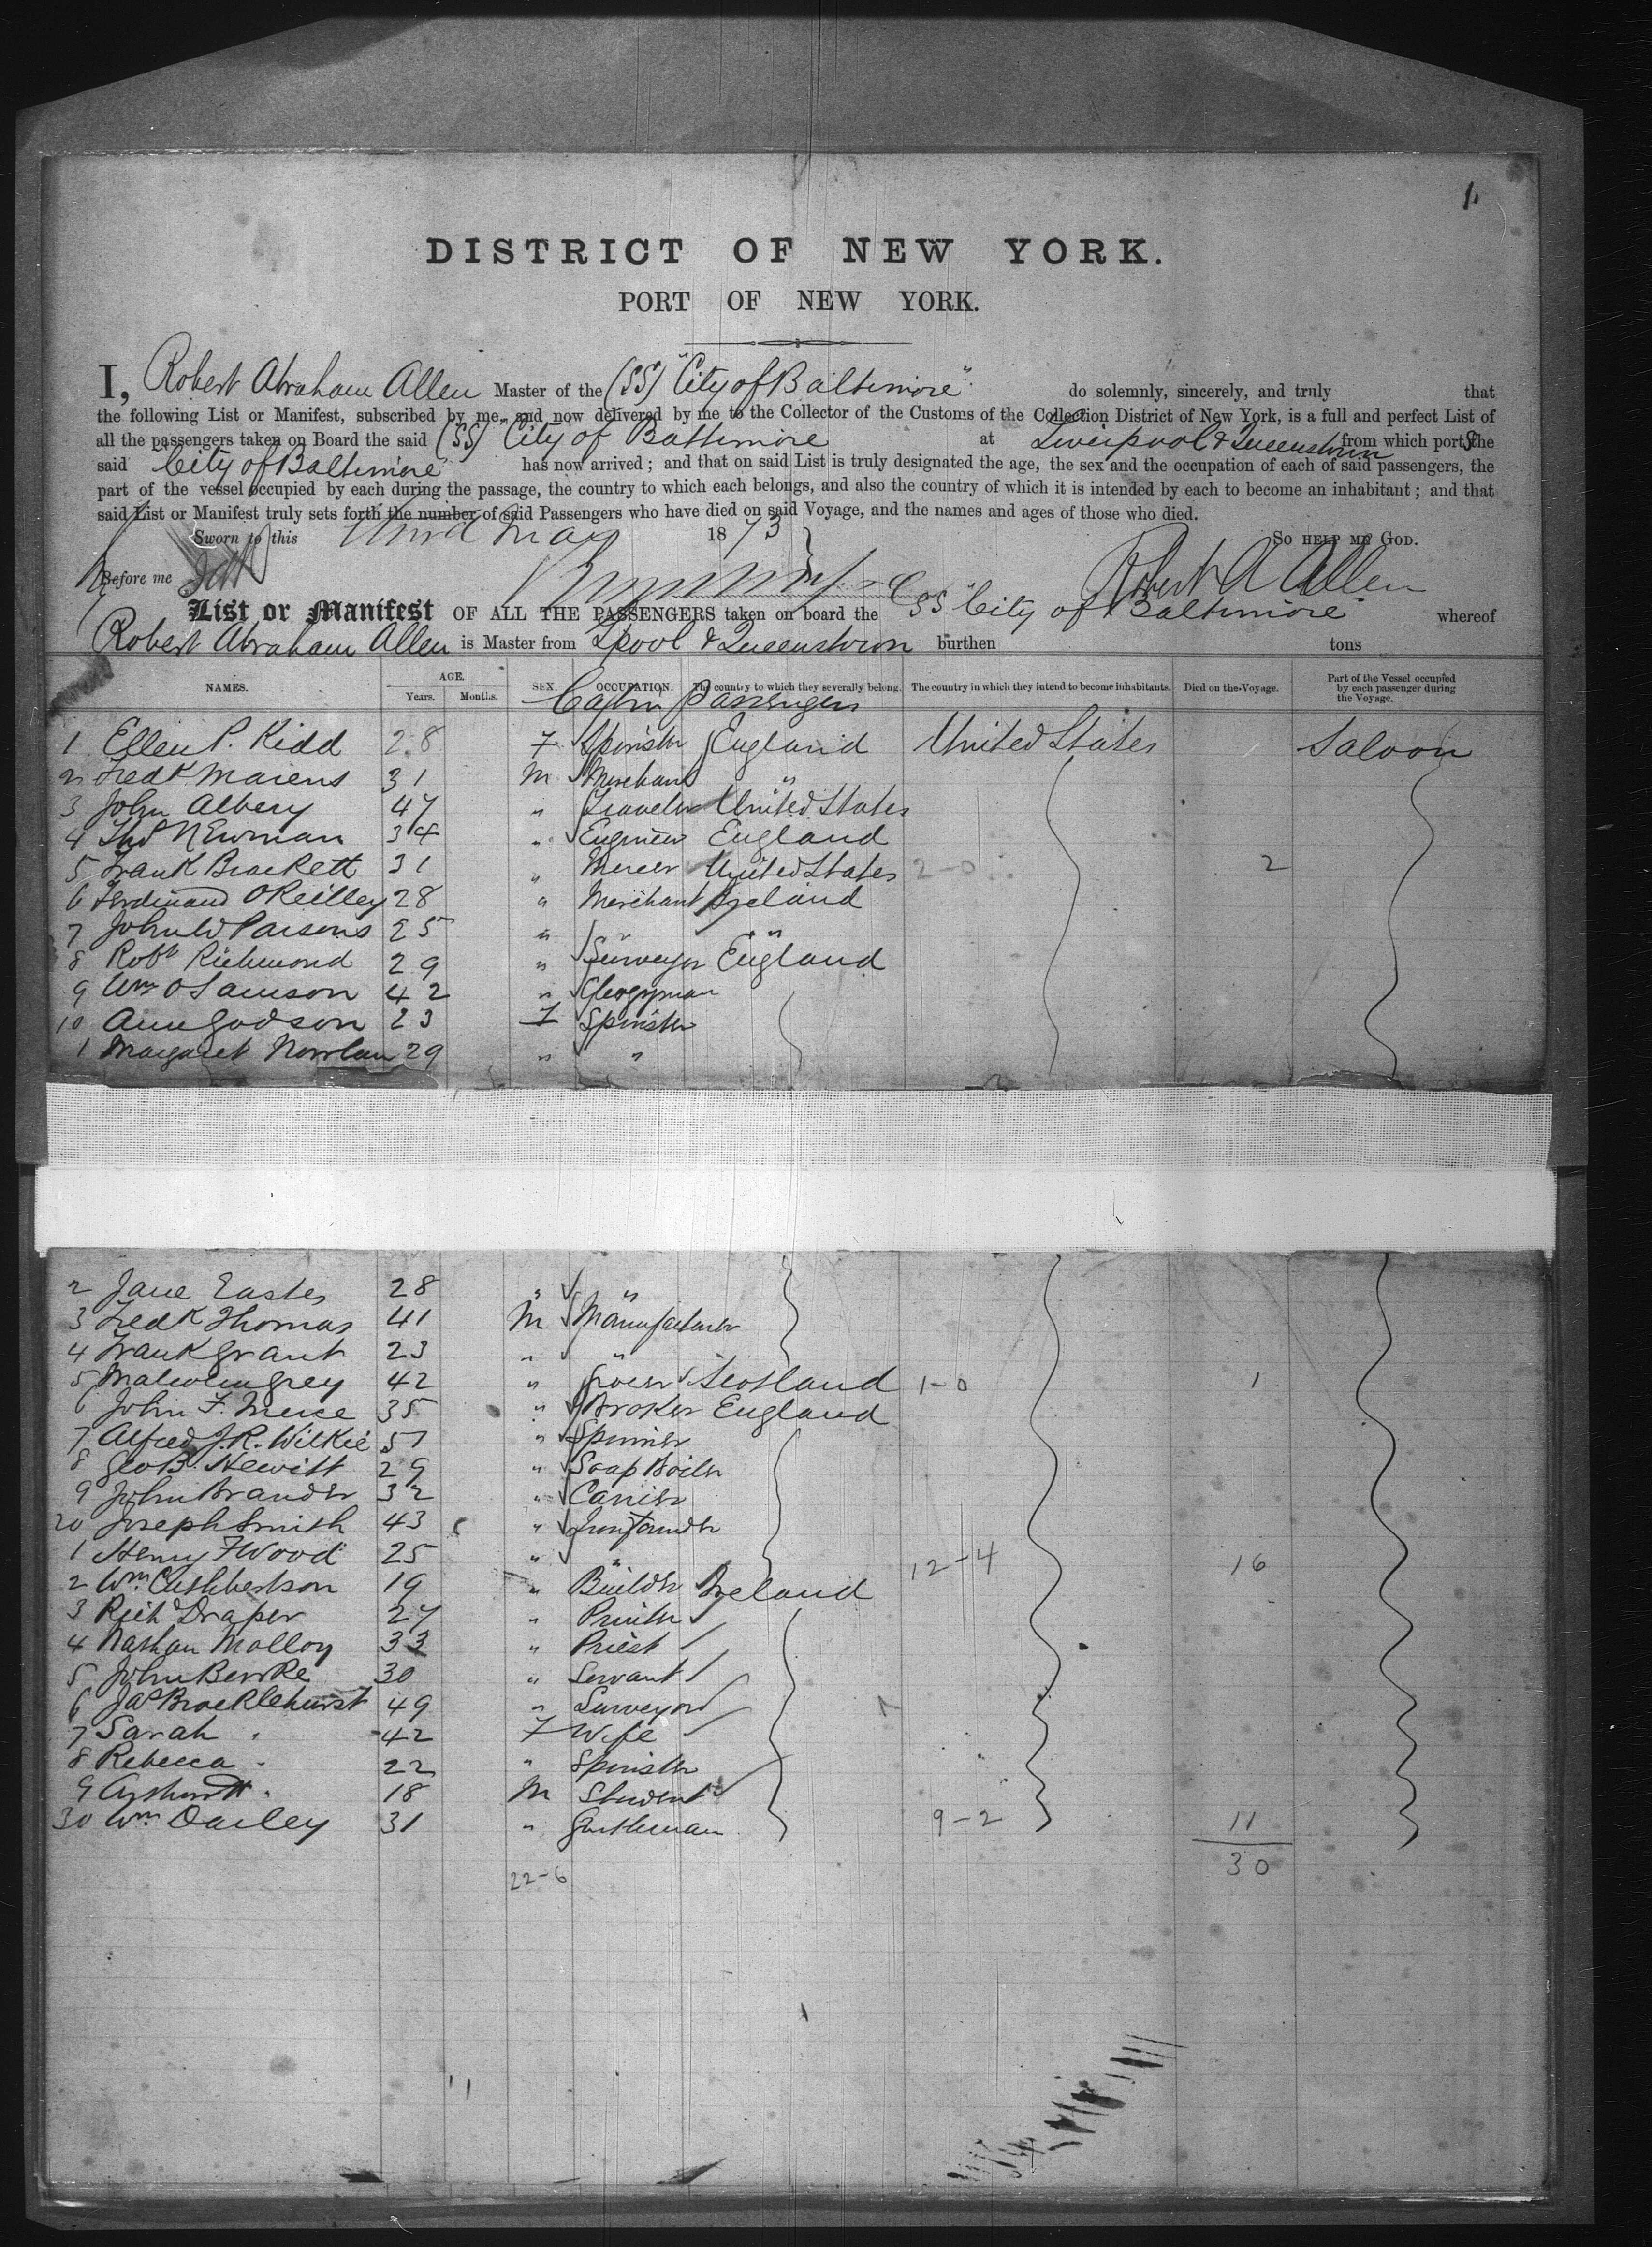 1.
DISTRICT OF NEW YORK.
PORT OF NEW YORK.
I, Robert Abraham Allen Master of the (SS) "City of Baltimore" do solemnly, sincerely, and truly that
the following List or Manifest, subscribed by me, and now delivered by me to the Collector of the Customs of the Collection District of New York, is a full and perfect List of
all the passengers taken on Board the said (SS) City of Baltimore at Liverpool & Queenstown from which port s the
said "City of Baltimore" has now arrived; and that on said List is truly designated the age, the sex and the occupation of each of said passengers, the
part of the vessel occupied by each during the passage, the country to which each belongs, and also the country of which it is intended by each to become an inhabitant; and that
said List or Manifest truly sets forth the number of said Passengers who have died on said Voyage, and the names and ages of those who died.
Sworn to this Third May 1873 So HELP ME GOD.
Before me Robert A Allen
List or Manifest OF ALL THE PASSENGERS taken on board the SS "City of Baltimore" whereof
Robert Abraham Allen is Master from Lpool & Queenstown burthen tons
NAMES. AGE. Years. Months. SEX. OCCUPATION. The country to which they severally belong. The country in which they intend to become inhabitants. Died on the Voyage. Part of the Vessel occupied by each passenger during the Voyage.
Cabin Passengers
1 Ellen P. Kidd 28 F Spinster England United States Saloon
2 Fredk Maiens 31 M Merchant "
3 John Albery 47 " Traveler United States
4 Thos Newman 34 " Engineer England
5 Frank Brackett 31 " Mercer United States 2-0 2
6 Ferdinand O'Reilley 28 " Merchant Ireland
7 John W Parsons 25 " " "
8 Robt Richmond 29 " Surveyor England
9 Wm O Samson 42 " Clergyman
10 Ann Godson 23 F Spinster
1 Margaret Nowlan 29 " "
2 Jane Eastes 28 " "
3 Fredk Thomas 41 M Manufacturer
4 Frank Grant 23 " "
5 Malcolm Grey 42 " Grocer Scotland 1-0 1
6 John F. Merce 35 " Broker England
7 Alfred J. R. Wilkie 51 " Spinner
8 Geo B. Hewitt 29 " Soap Boiler
9 John Brander 32 " Carrier
20 Joseph Smith 43 " Iron Founder
1 Henry F Wood 25 " " 12-4 16
2 Wm Cuthbertson 19 " Builder Ireland
3 Richd Draper 27 " Printer
4 Nathan Molloy 33 " Priest
5 John Berke 30 " Servant
6 Jas Brocklehurst 49 " Surveyor
7 Sarah " 42 F Wife
8 Rebecca " 22 " Spinster
9 " 18 M Student
30 Wm Dailey 31 " Gentleman 9-2 11
30
22-6